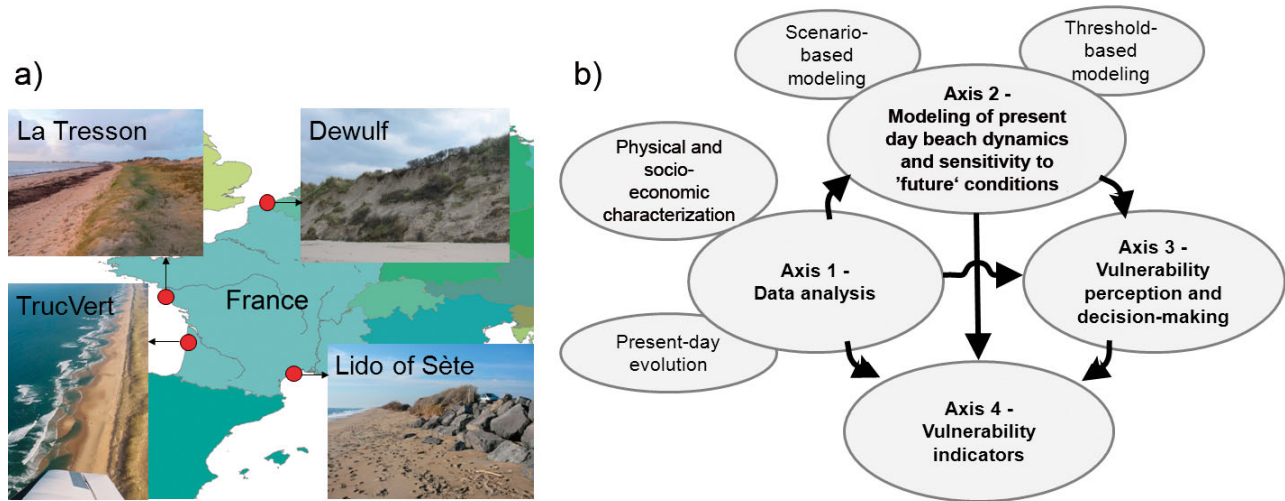 a)
La Tresson
Dewulf
TrucVert
France
Lido of Sète
b)
Scenario-
based
modeling
Threshold-
based
modeling
Axis 2 -
Modeling of present
day beach dynamics
and sensitivity to
'future‘ conditions
Physical and
socio-
economic
characterization
Axis 1 -
Data analysis
Axis 3 -
Vulnerability
perception and
decision-making
Present-day
evolution
Axis 4 -
Vulnerability
indicators